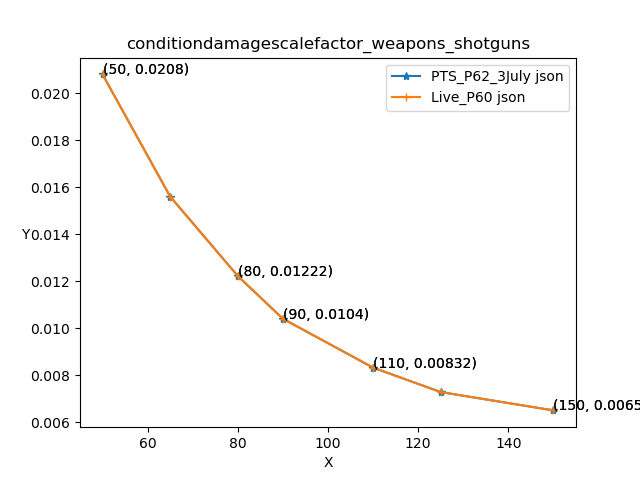 conditiondamagescalefactor_weapons_shotguns
PTS_P62_3July json
Live_P60 json
(50, 0.0208)
(80, 0.01222)
(90, 0.0104)
(110, 0.00832)
(150, 0.0065
Y
0.020
0.018
0.016
0.014
0.012
0.010
0.008
0.006
60 80 100 120 140
X